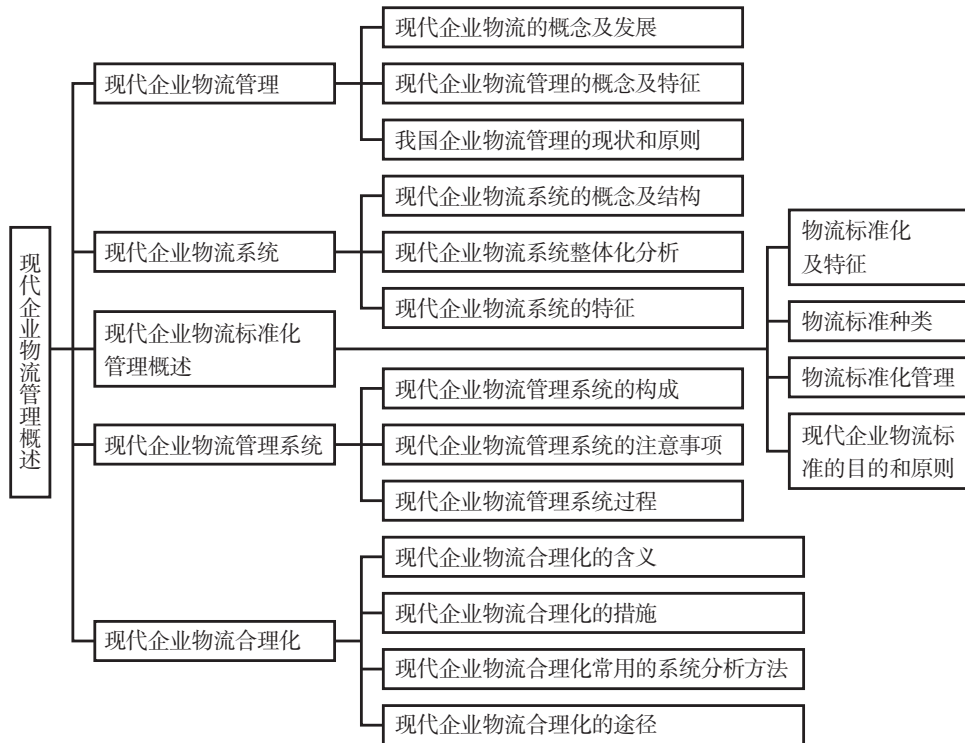 现代企业物流管理概述
现代企业物流管理
现代企业物流的概念及发展
现代企业物流管理的概念及特征
我国企业物流管理的现状和原则
现代企业物流系统
现代企业物流系统的概念及结构
现代企业物流系统整体化分析
现代企业物流系统的特征
现代企业物流标准化
管理概述
物流标准化
及特征
物流标准种类
物流标准化管理
现代企业物流标
准的目的和原则
现代企业物流管理系统
现代企业物流管理系统的构成
现代企业物流管理系统的注意事项
现代企业物流管理系统过程
现代企业物流合理化
现代企业物流合理化的含义
现代企业物流合理化的措施
现代企业物流合理化常用的系统分析方法
现代企业物流合理化的途径